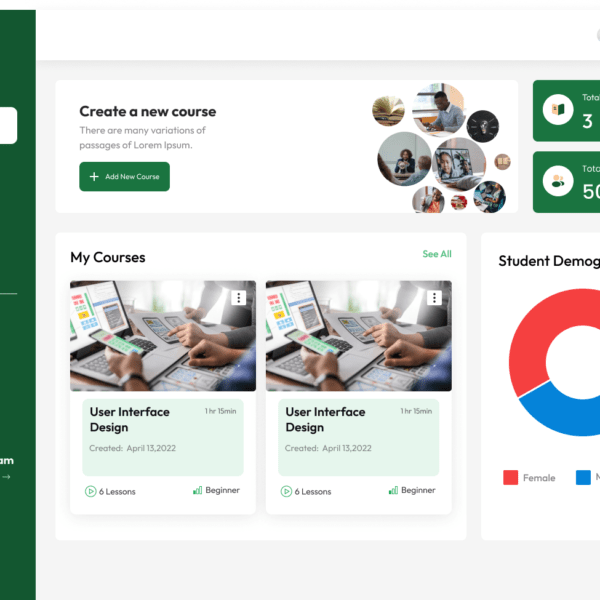 Create a new course
There are many variations of
passages of Lorem Ipsum.
+ Add New Course
Tota
3
Tota
50
My Courses
See All
User Interface
Design
1 hr 15min
Created: April 13,2022
6 Lessons
Beginner
User Interface
Design
1 hr 15min
Created: April 13,2022
6 Lessons
Beginner
Student Demog
Female
am
→